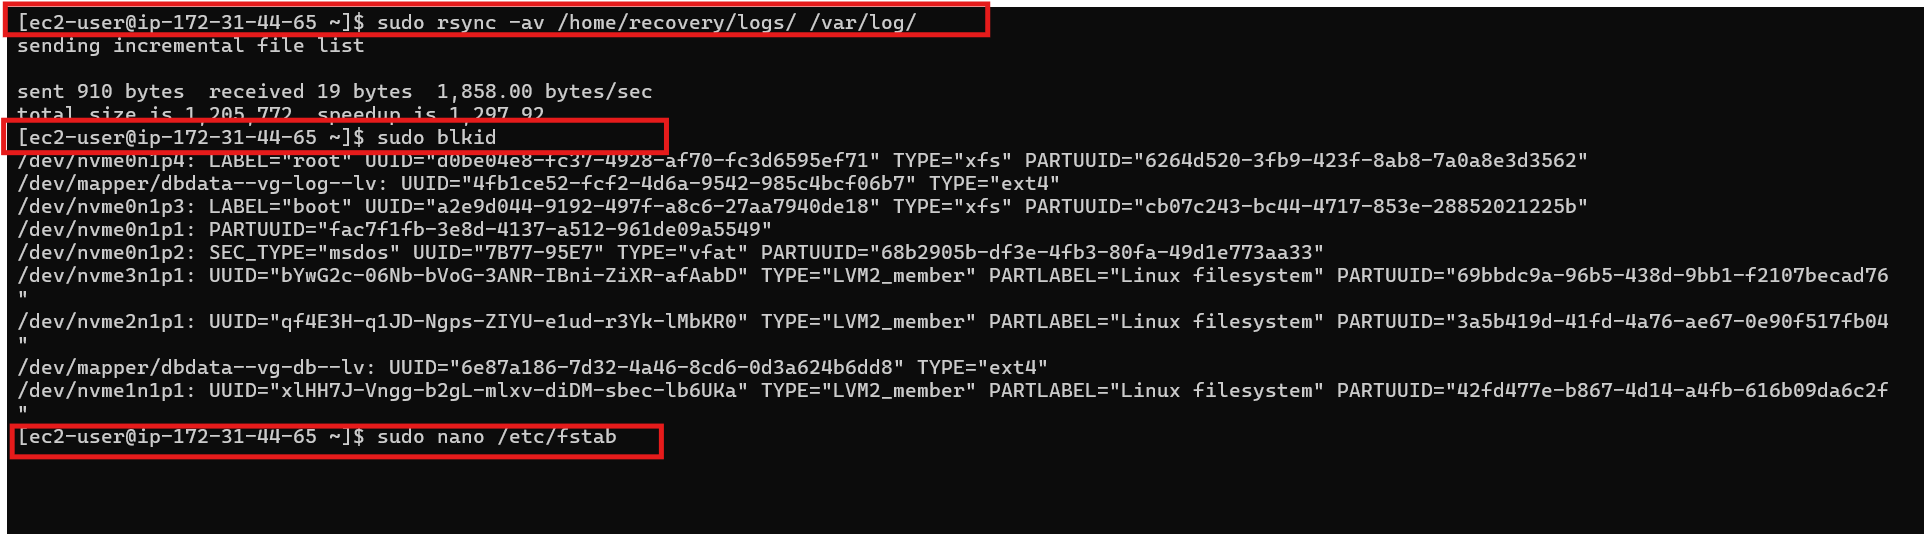 [ec2-user@ip-172-31-44-65 ~]$ sudo rsync -av /home/recovery/logs/ /var/log/
sending incremental file list
sent 910 bytes  received 19 bytes  1,858.00 bytes/sec
total size is 1,205,772  speedup is 1,297.92
[ec2-user@ip-172-31-44-65 ~]$ sudo blkid
/dev/nvme0n1p4: LABEL="root" UUID="d0be04e8-fc37-4928-af70-fc3d6595ef71" TYPE="xfs" PARTUUID="6264d520-3fb9-423f-8ab8-7a0a8e3d3562"
/dev/mapper/dbdata--vg-log--lv: UUID="4fb1ce52-fcf2-4d6a-9542-985c4bcf06b7" TYPE="ext4"
/dev/nvme0n1p3: LABEL="boot" UUID="a2e9d044-9192-497f-a8c6-27aa7940de18" TYPE="xfs" PARTUUID="cb07c243-bc44-4717-853e-28852021225b"
/dev/nvme0n1p1: PARTUUID="fac7f1fb-3e8d-4137-a512-961de09a5549"
/dev/nvme0n1p2: SEC_TYPE="msdos" UUID="7B77-95E7" TYPE="vfat" PARTUUID="68b2905b-df3e-4fb3-80fa-49d1e773aa33"
/dev/nvme3n1p1: UUID="bYwG2c-06Nb-bVoG-3ANR-IBni-ZiXR-afAabD" TYPE="LVM2_member" PARTLABEL="Linux filesystem" PARTUUID="69bbdc9a-96b5-438d-9bb1-f2107becad76
"
/dev/nvme2n1p1: UUID="qf4E3H-q1JD-Ngps-ZIYU-e1ud-r3Yk-lMbKR0" TYPE="LVM2_member" PARTLABEL="Linux filesystem" PARTUUID="3a5b419d-41fd-4a76-ae67-0e90f517fb04
"
/dev/mapper/dbdata--vg-db--lv: UUID="6e87a186-7d32-4a46-8cd6-0d3a624b6dd8" TYPE="ext4"
/dev/nvme1n1p1: UUID="xlHH7J-Vngg-b2gL-mlxv-diDM-sbec-lb6UKa" TYPE="LVM2_member" PARTLABEL="Linux filesystem" PARTUUID="42fd477e-b867-4d14-a4fb-616b09da6c2f
"
[ec2-user@ip-172-31-44-65 ~]$ sudo nano /etc/fstab